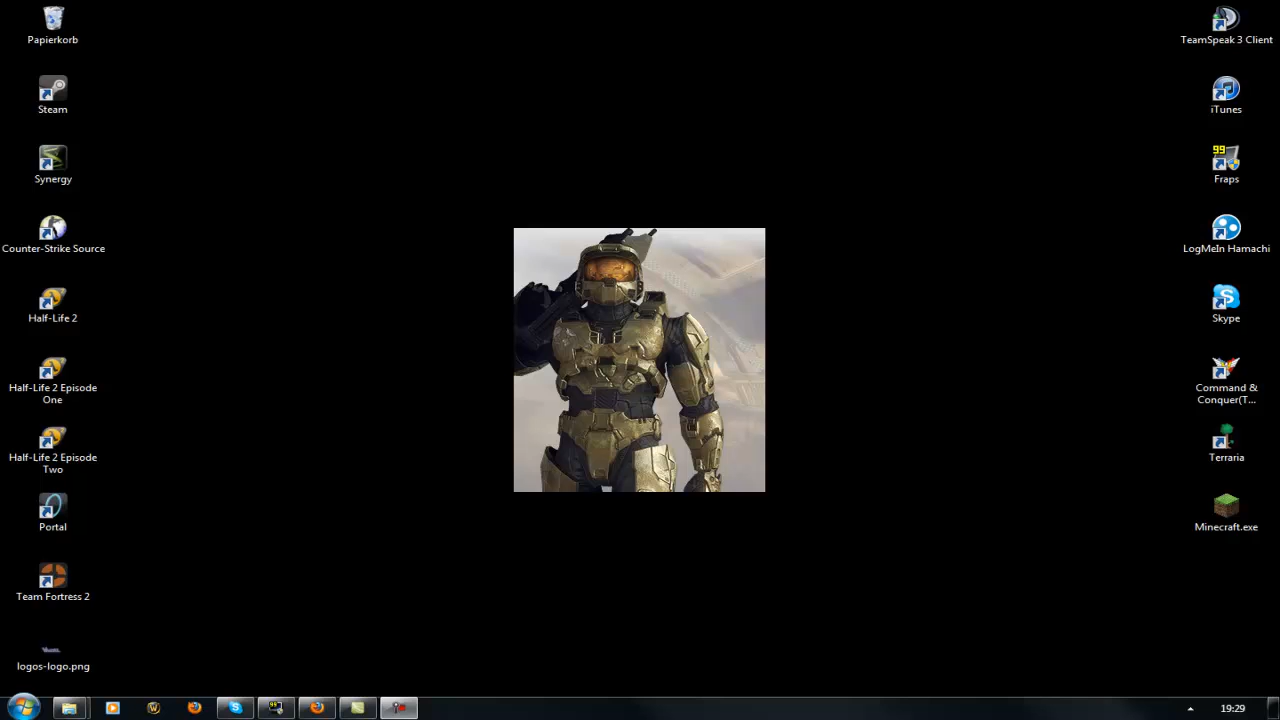 Papierkorb
Steam
Synergy
Counter-Strike Source
Half-Life 2
Half-Life 2 Episode
One
Half-Life 2 Episode
Two
Portal
Team Fortress 2
logos-logo.png
TeamSpeak 3 Client
iTunes
99
Fraps
LogMeIn Hamachi
Skype
Command &
Conquer(T...
Terraria
Minecraft.exe
99
19:29